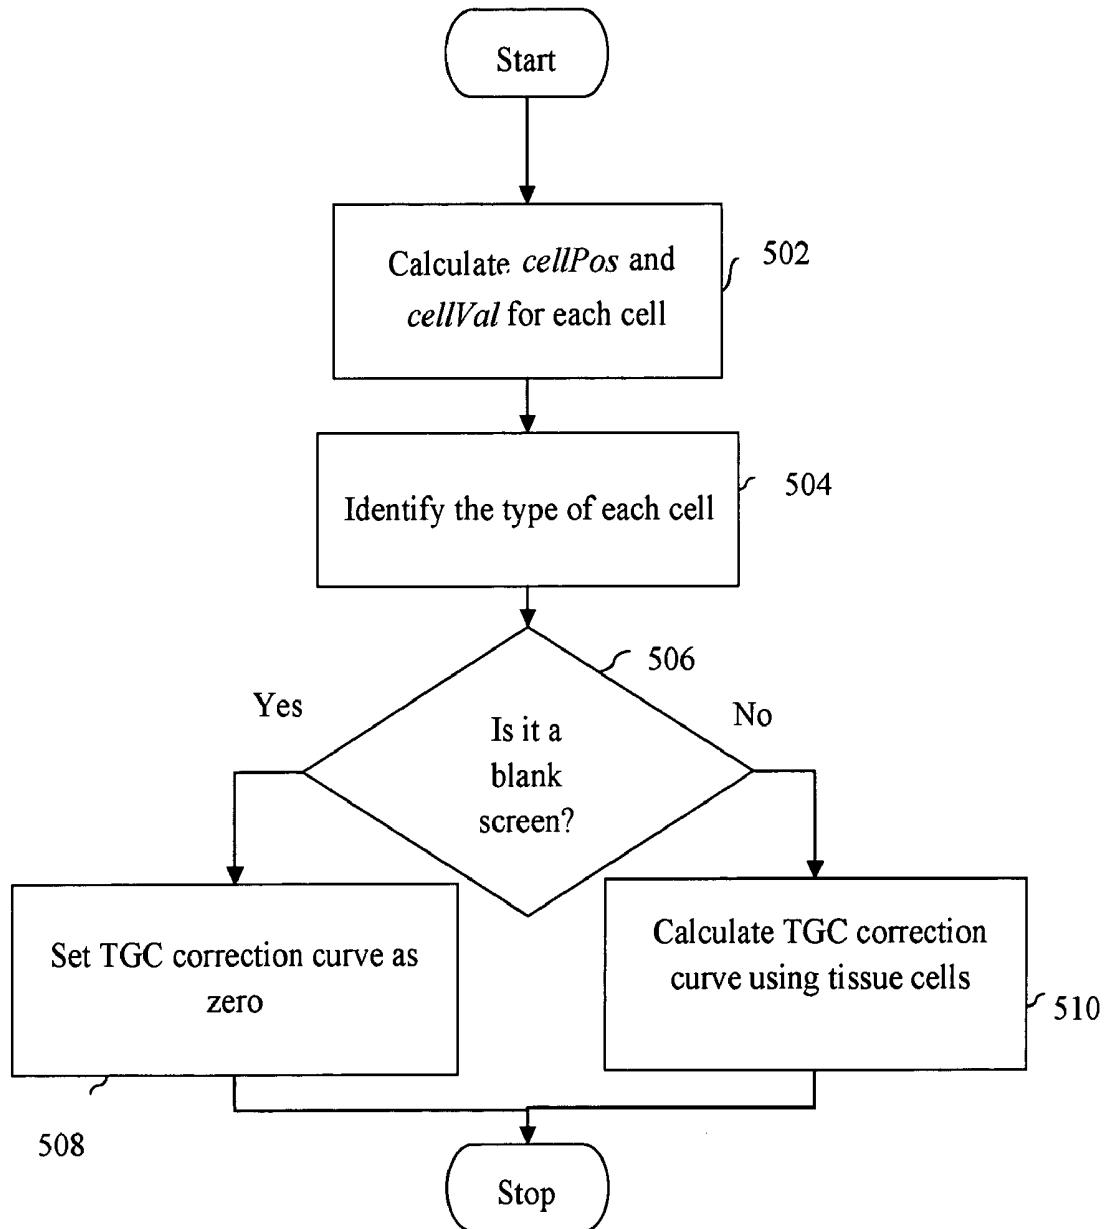 Start
Calculate cellPos and
cellVal for each cell
502
Identify the type of each cell
504
506
Yes
No
Is it a
blank
screen?
Set TGC correction curve as
zero
508
Calculate TGC correction
curve using tissue cells
510
Stop